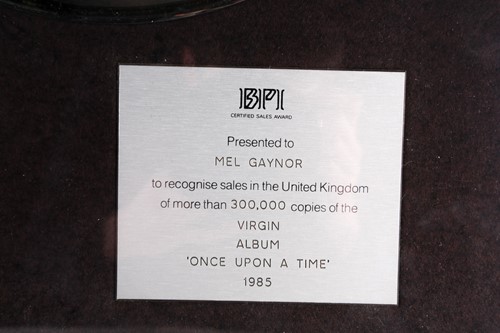 BPI
CERTIFIED SALES AWARD
Presented to
MEL GAYNOR
to recognise sales in the United Kingdom
of more than 300,000 copies of the
VIRGIN
ALBUM
'ONCE UPON A TIME'
1985